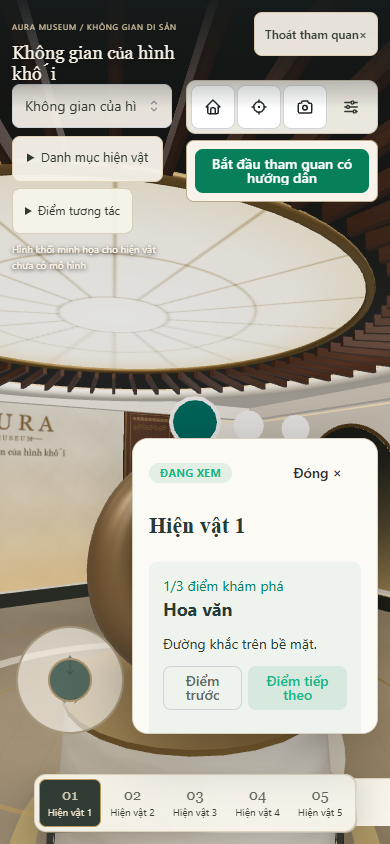 AURA MUSEUM / KHÔNG GIAN DI SẢN
Không gian của hình
khối
Thoát tham quan×
Không gian của hì
▶ Danh mục hiện vật
Bắt đầu tham quan có
hướng dẫn
▶ Điểm tương tác
Hình khối minh họa cho hiện vật
chưa có mô hình
URA
MUSEUM
n của hình khối
ĐANG XEM
Đóng ×
Hiện vật 1
1/3 điểm khám phá
Hoa văn
Đường khắc trên bề mặt.
Điểm
trước
Điểm tiếp
theo
01
Hiện vật 1
02
Hiện vật 2
03
Hiện vật 3
04
Hiện vật 4
05
Hiện vật 5